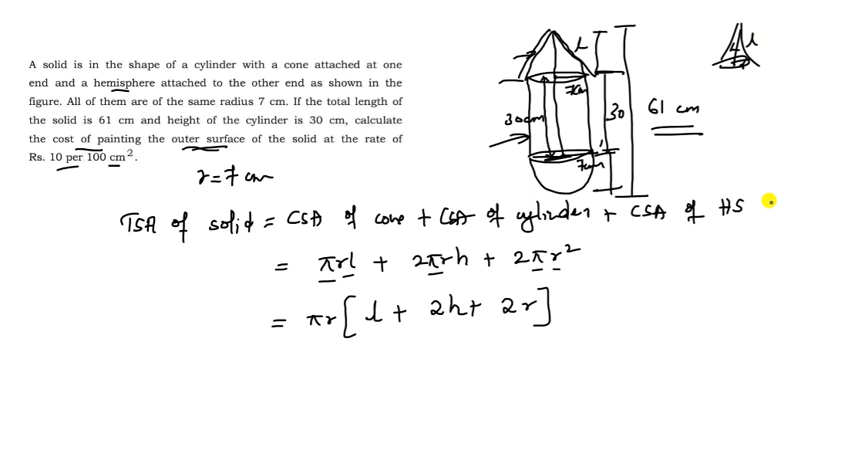 A solid is in the shape of a cylinder with a cone attached at one
end and a hemisphere attached to the other end as shown in the
figure. All of them are of the same radius 7 cm. If the total length of
the solid is 61 cm and height of the cylinder is 30 cm, calculate
the cost of painting the outer surface of the solid at the rate of
Rs. 10 per 100 cm².
l
7cm
30cm
30
61 cm
7cm
l
r = 7 cm
TSA of solid = CSA of cone + CSA of cylinder + CSA of HS
= πrl + 2πrh + 2πr²
= πr[l + 2h + 2r]